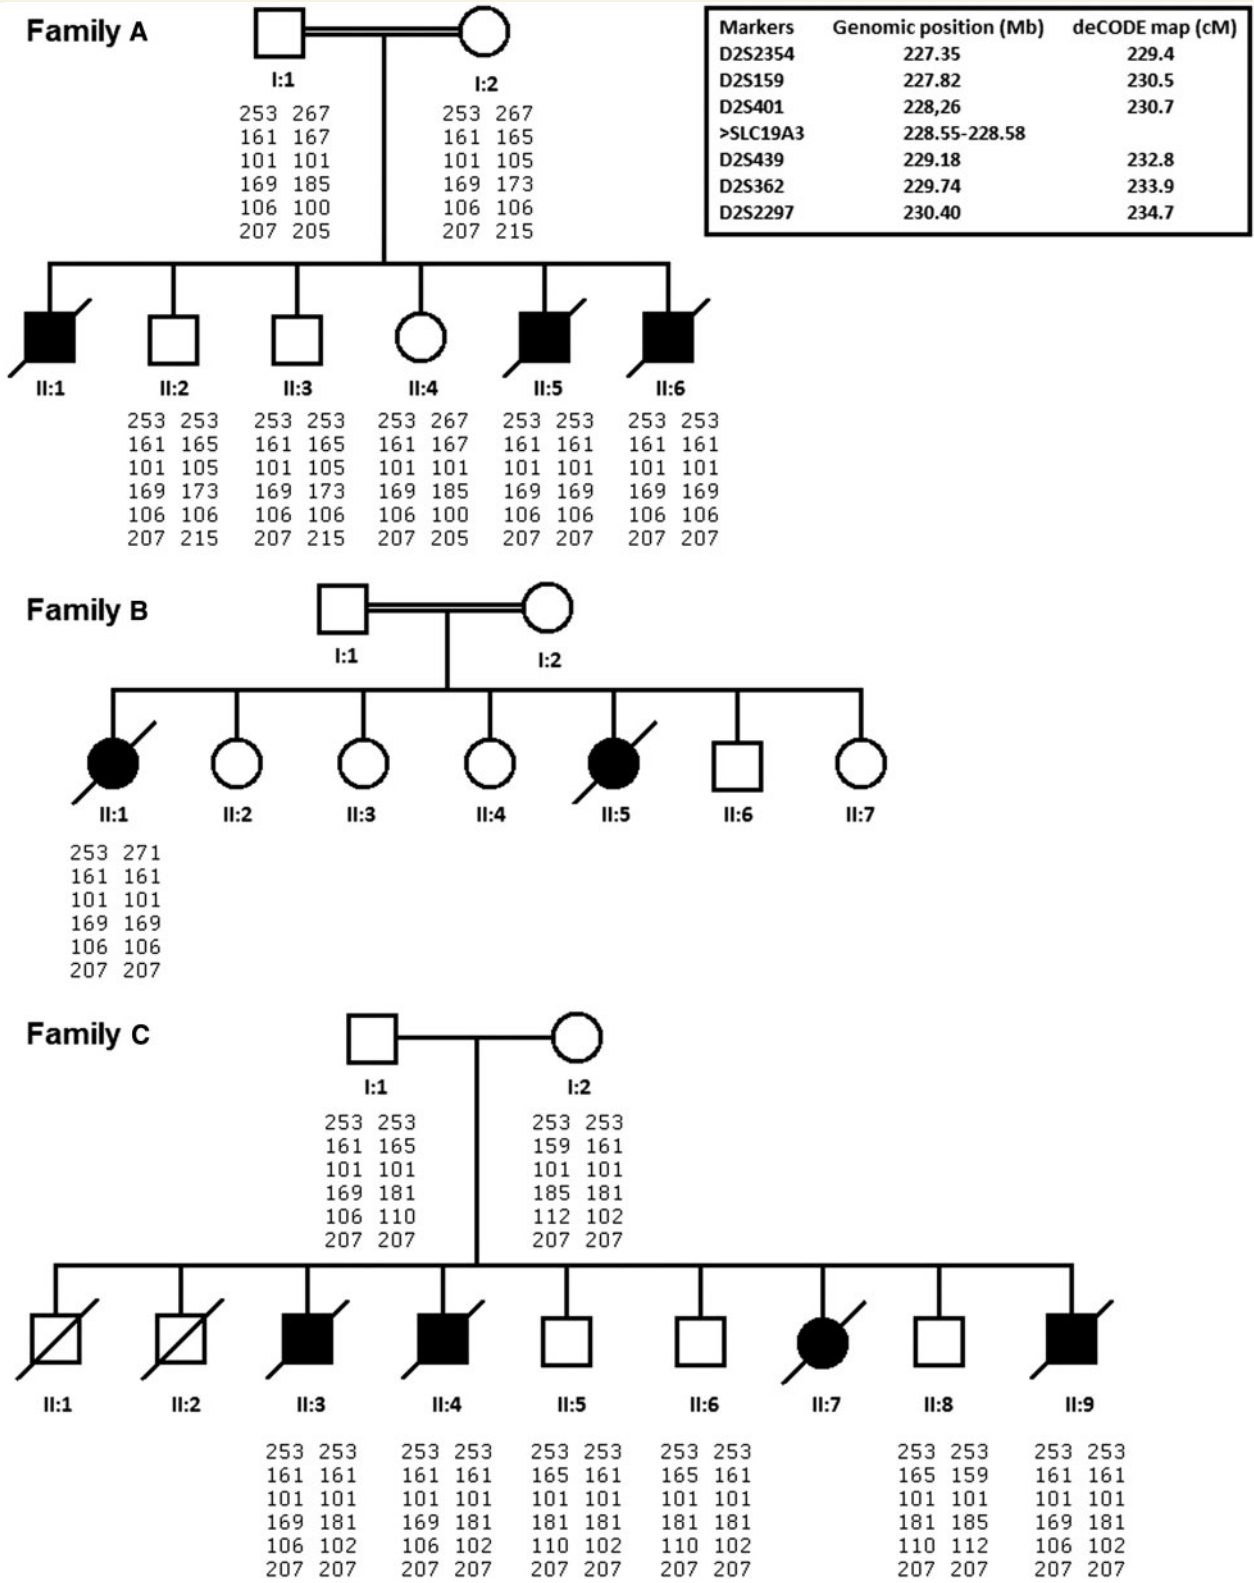 Family A
I:1
I:2
253 267
161 167
101 101
169 185
106 100
207 205
253 267
161 165
101 105
169 173
106 106
207 215
Markers Genomic position (Mb) deCODE map (cM)
D2S2354 227.35 229.4
D2S159 227.82 230.5
D2S401 228,26 230.7
>SLC19A3 228.55-228.58
D2S439 229.18 232.8
D2S362 229.74 233.9
D2S2297 230.40 234.7
II:1 II:2 II:3 II:4 II:5 II:6
253 253 253 253 253 267 253 253 253 253
161 165 161 165 161 167 161 161 161 161
101 105 101 105 101 101 101 101 101 101
169 173 169 173 169 185 169 169 169 169
106 106 106 106 106 100 106 106 106 106
207 215 207 215 207 205 207 207 207 207
Family B
I:1
I:2
II:1 II:2 II:3 II:4 II:5 II:6 II:7
253 271
161 161
101 101
169 169
106 106
207 207
Family C
I:1 I:2
253 253 253 253
161 165 159 161
101 101 101 101
169 181 185 181
106 110 112 102
207 207 207 207
II:1 II:2 II:3 II:4 II:5 II:6 II:7 II:8 II:9
253 253 253 253 253 253 253 253 253 253 253 253
161 161 161 161 165 161 165 161 165 159 161 161
101 101 101 101 101 101 101 101 101 101 101 101
169 181 169 181 181 181 181 181 181 185 169 181
106 102 106 102 110 102 110 102 110 112 106 102
207 207 207 207 207 207 207 207 207 207 207 207